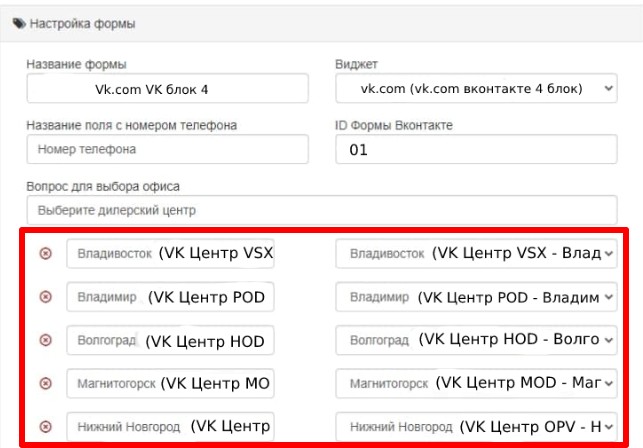 Настройка формы
Название формы Виджет
Vk.com VK блок 4 vk.com (vk.com вконтакте 4 блок)
Название поля с номером телефона ID Формы Вконтакте
Номер телефона 01
Вопрос для выбора офиса
Выберите дилерский центр
Владивосток (VK Центр VSX Владивосток (VK Центр VSX - Влад
Владимир (VK Центр POD Владимир (VK Центр POD - Владим
Волгоград (VK Центр HOD Волгоград (VK Центр HOD - Волго
Магнитогорск (VK Центр MO Магнитогорск (VK Центр MOD - Маг
Нижний Новгород (VK Центр Нижний Новгород (VK Центр OPV - Н